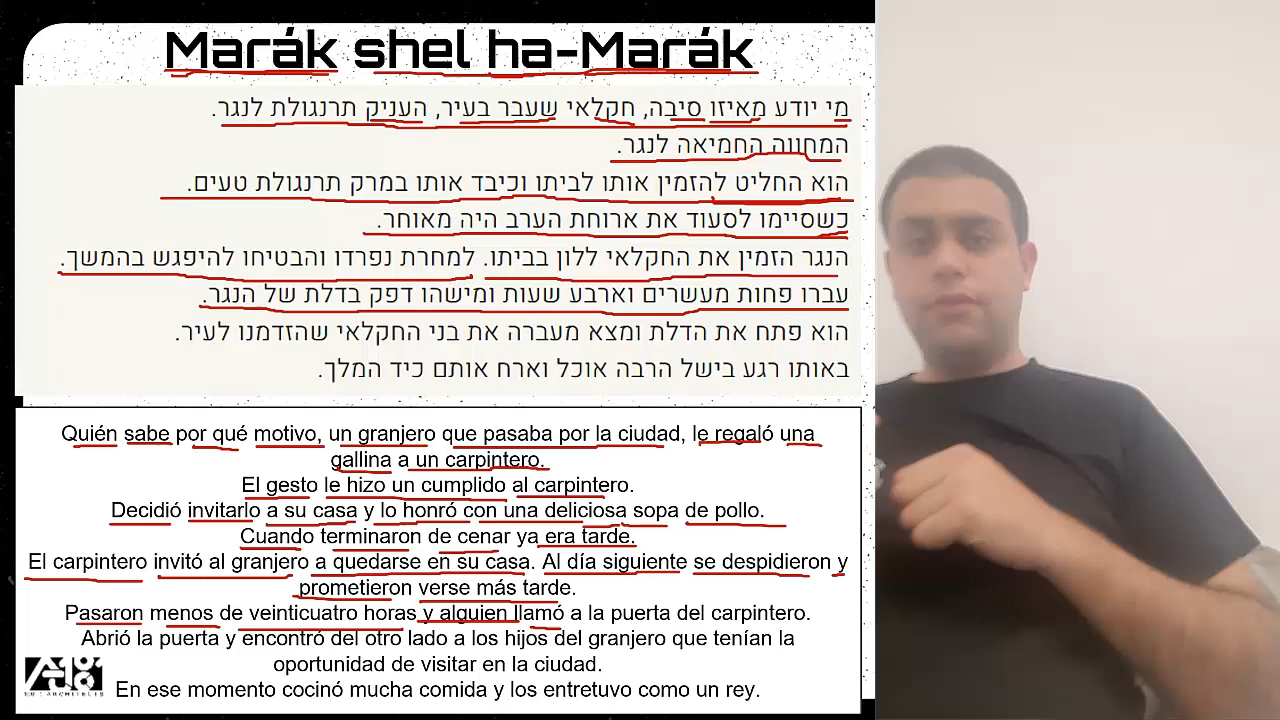 Marák shel ha-Marák
מי יודע מאיזו סיבה, חקלאי שעבר בעיר, העניק תרנגולת לנגר.
המחווה החמיאה לנגר.
הוא החליט להזמין אותו לביתו וכיבד אותו במרק תרנגולת טעים.
כשסיימו לסעוד את ארוחת הערב היה מאוחר.
הנגר הזמין את החקלאי ללון בביתו. למחרת נפרדו והבטיחו להיפגש בהמשך.
עברו פחות מעשרים וארבע שעות ומישהו דפק בדלת של הנגר.
הוא פתח את הדלת ומצא מעברה את בני החקלאי שהזדמנו לעיר.
באותו רגע בישל הרבה אוכל וארח אותם כיד המלך.
Quién sabe por qué motivo, un granjero que pasaba por la ciudad, le regaló una
gallina a un carpintero.
El gesto le hizo un cumplido al carpintero.
Decidió invitarlo a su casa y lo honró con una deliciosa sopa de pollo.
Cuando terminaron de cenar ya era tarde.
El carpintero invitó al granjero a quedarse en su casa. Al día siguiente se despidieron y
prometieron verse más tarde.
Pasaron menos de veinticuatro horas y alguien llamó a la puerta del carpintero.
Abrió la puerta y encontró del otro lado a los hijos del granjero que tenían la
oportunidad de visitar en la ciudad.
En ese momento cocinó mucha comida y los entretuvo como un rey.